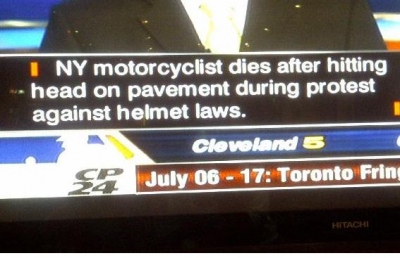 NY motorcyclist dies after hitting
head on pavement during protest
against helmet laws.
Cleveland 5
CP
24
July 06 - 17: Toronto Frin
HITACHI